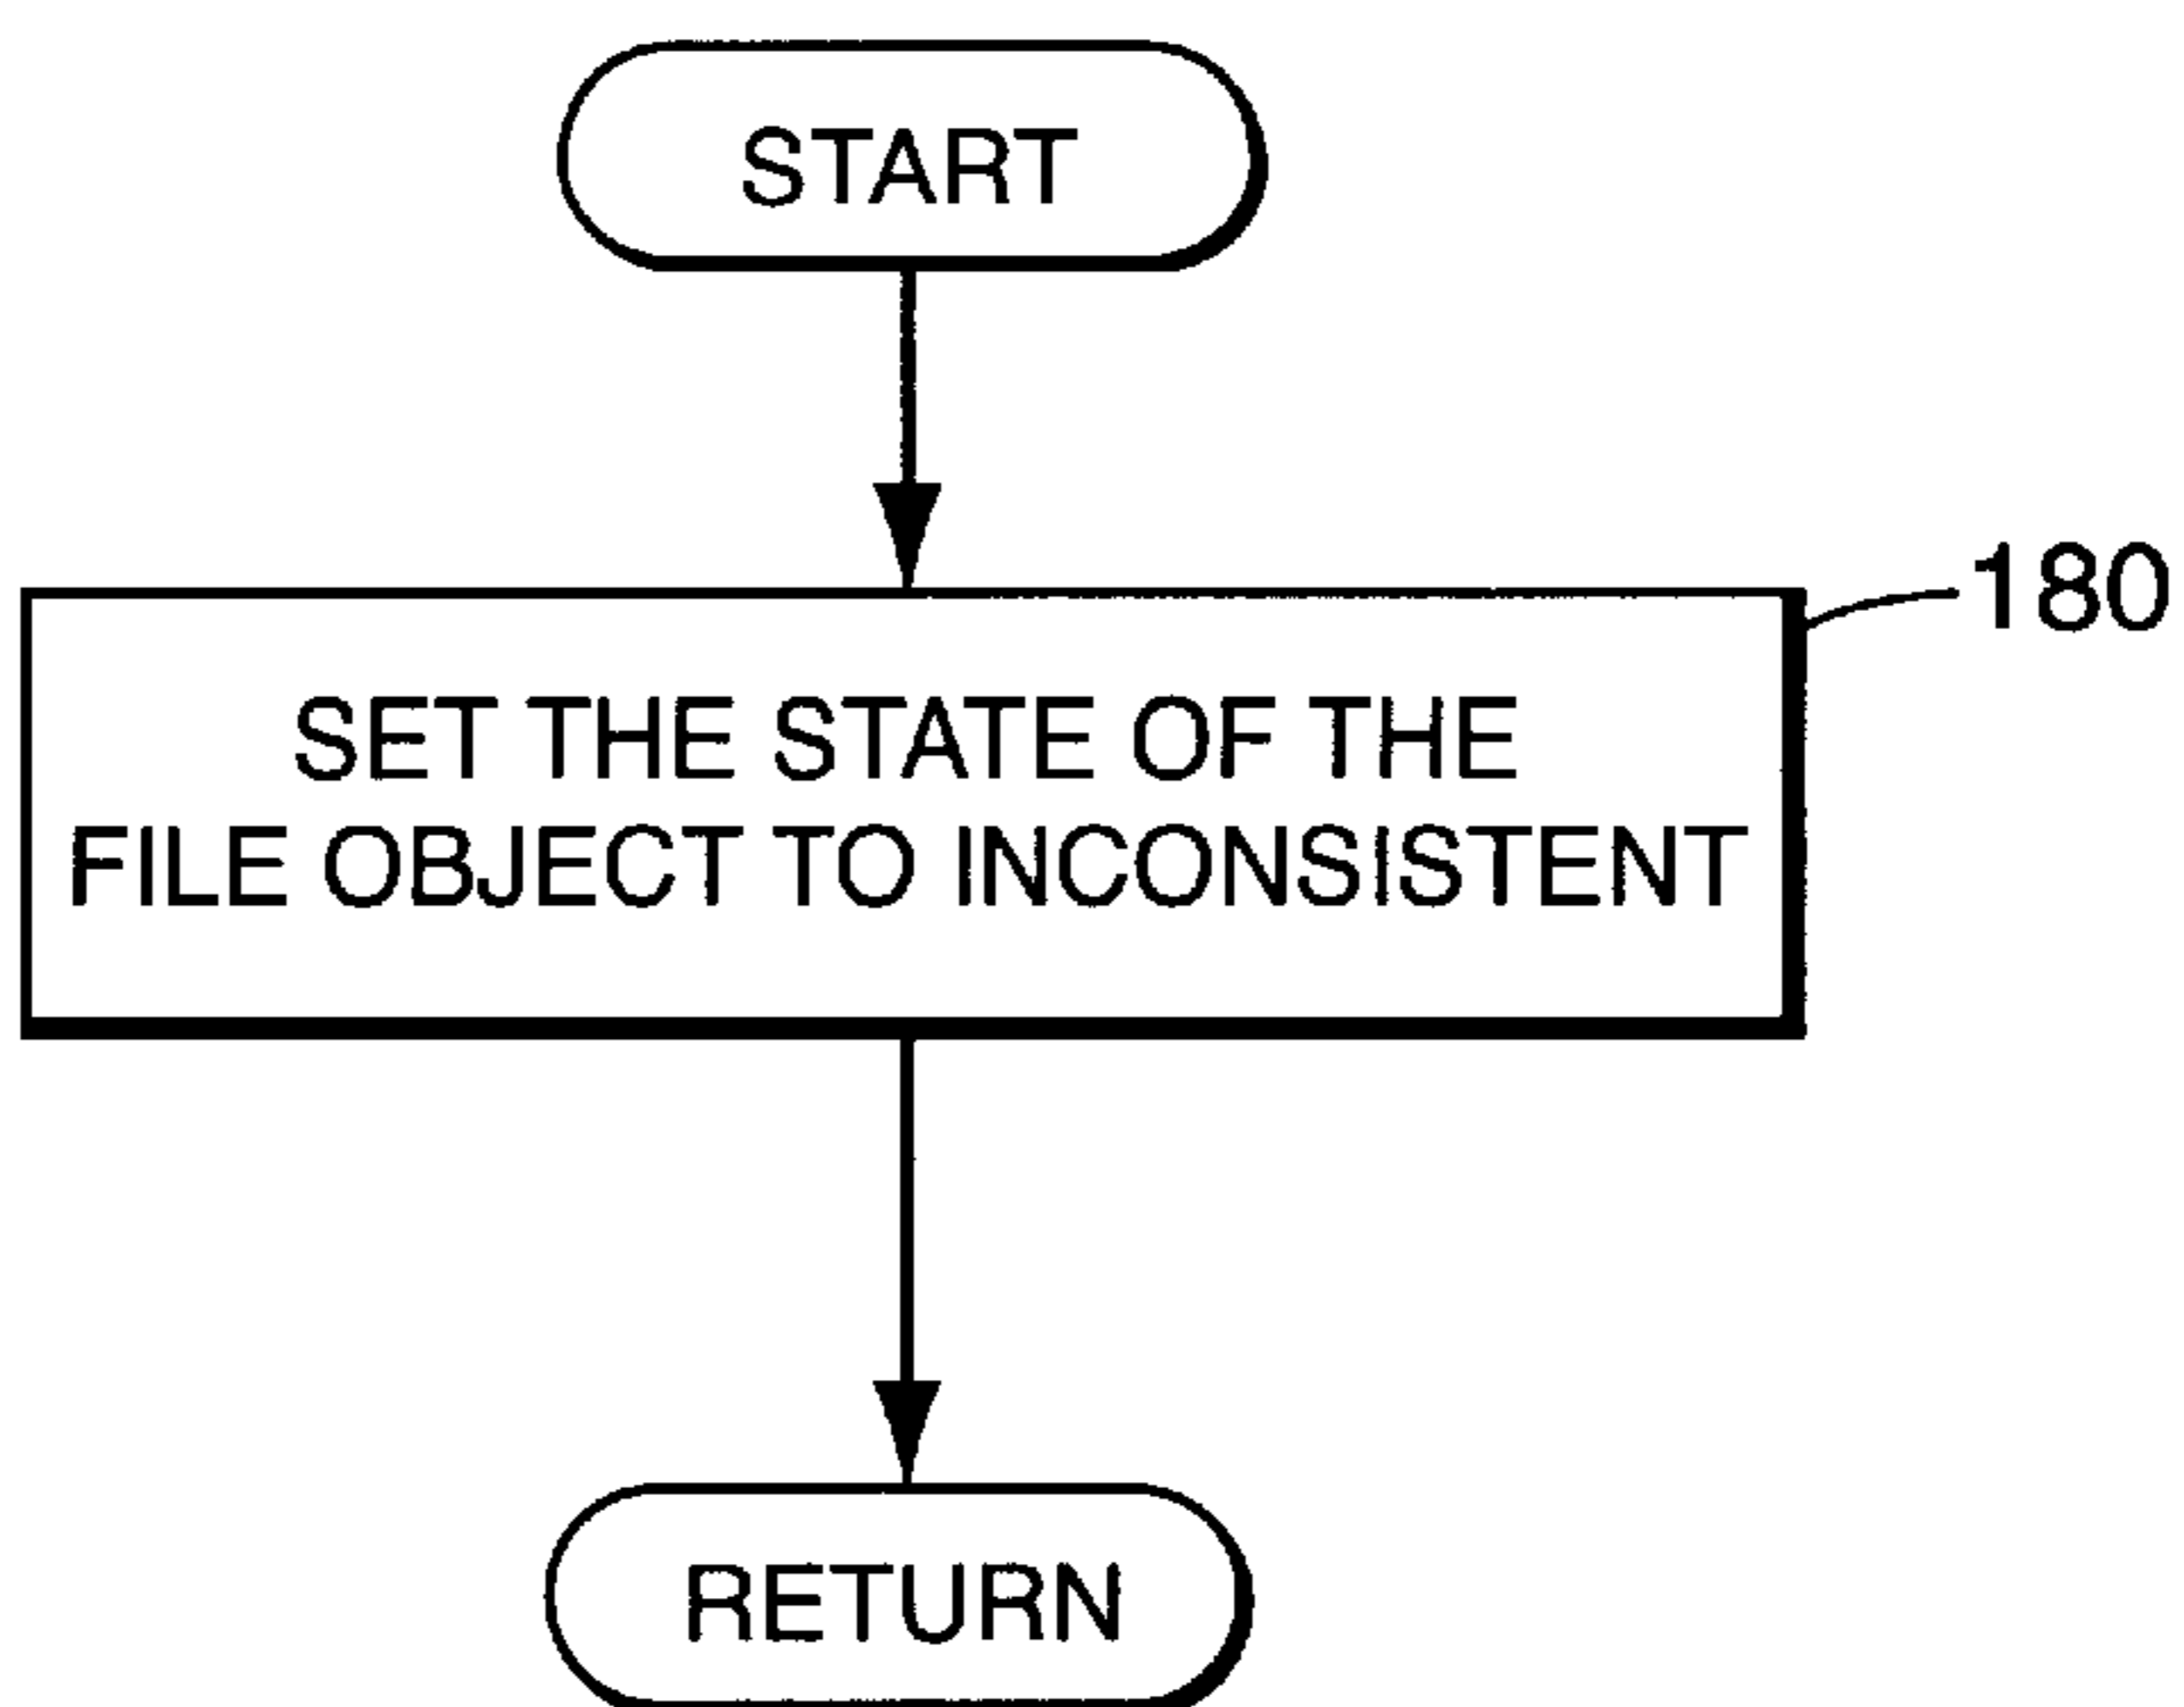 START
180
SET THE STATE OF THE
FILE OBJECT TO INCONSISTENT
RETURN